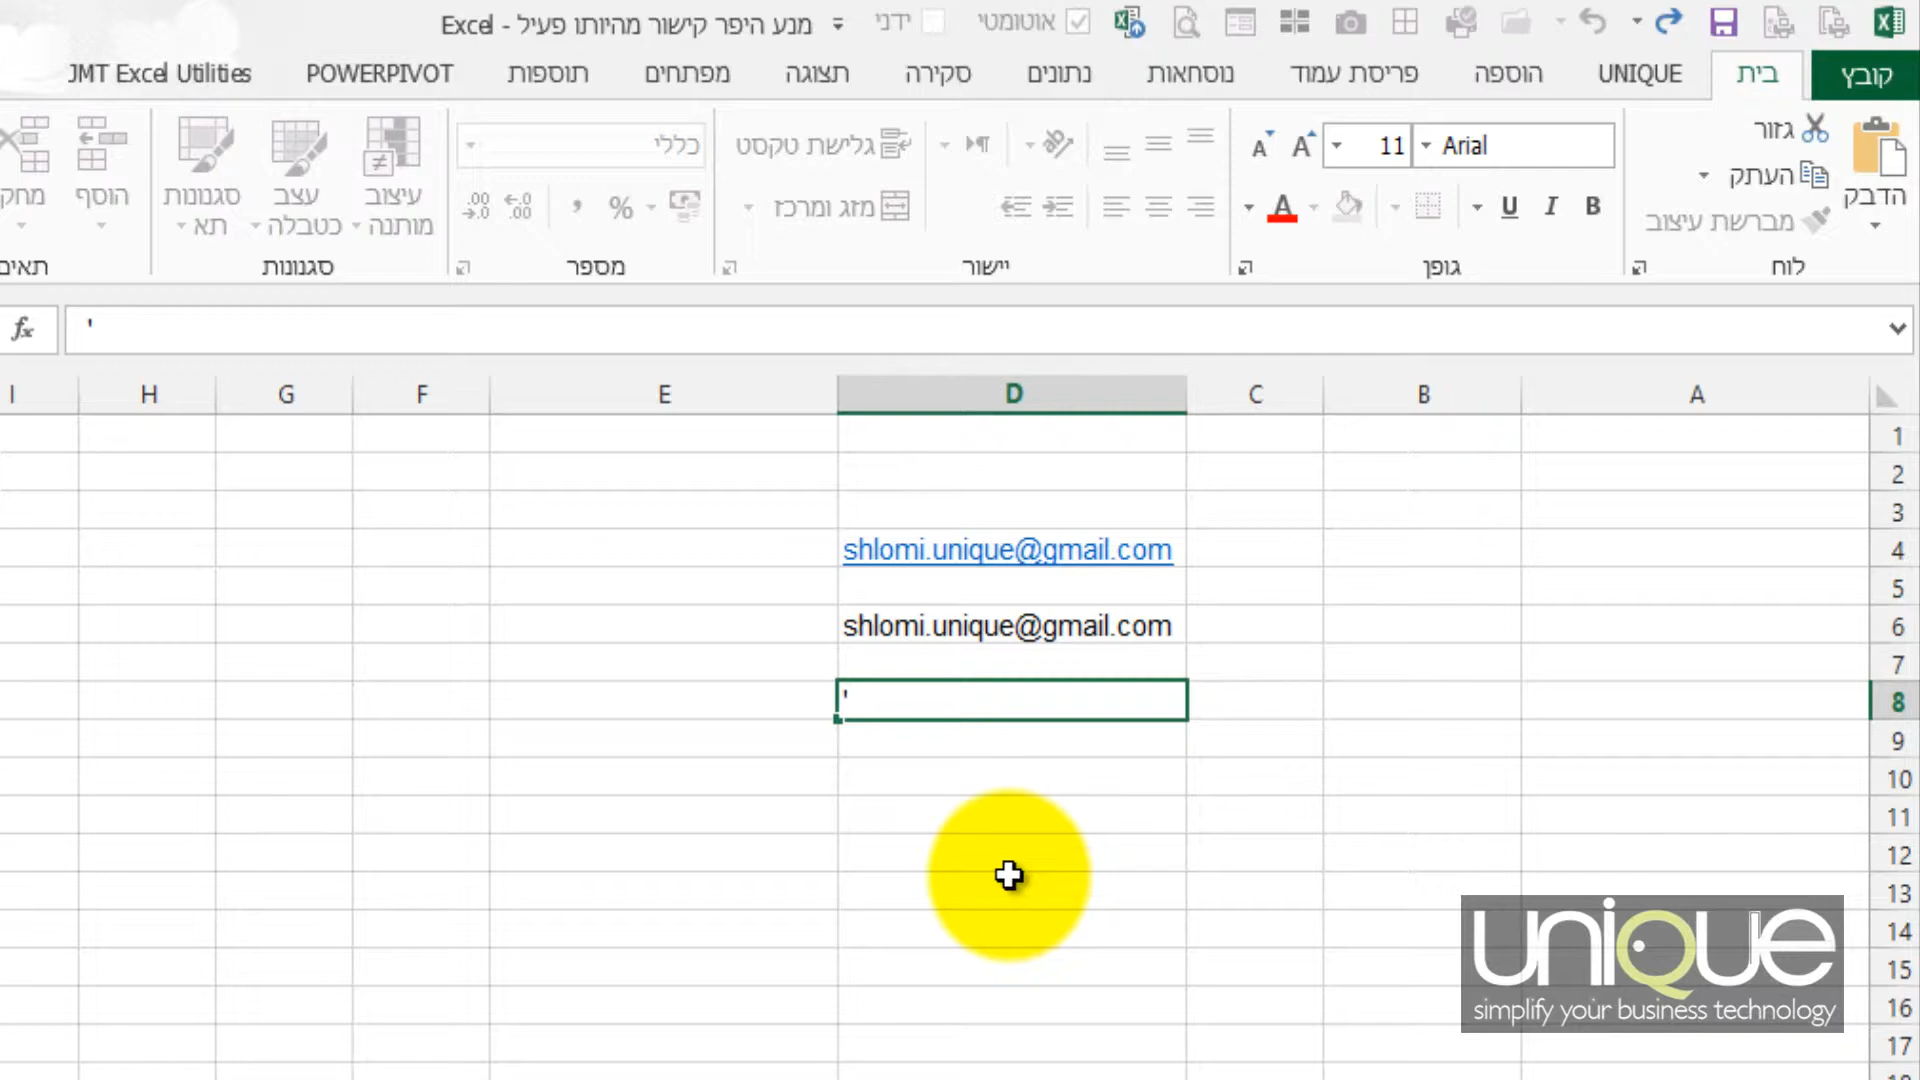 מנע היפר קישור מהיותו פעיל - Excel
אוטומטי ידני
קובץ בית UNIQUE הוספה פריסת עמוד נוסחאות נתונים סקירה תצוגה מפתחים תוספות POWERPIVOT JMT Excel Utilities
הדבק
גזור
העתק
מברשת עיצוב
לוח
Arial 11 A A
B I U A
גופן
גלישת טקסט
מזג ומרכז
יישור
כללי
% , .00 .0 .00
מספר
עיצוב מותנה
עצב כטבלה
סגנונות תא
סגנונות
הוסף
מחק
תאים
fx '
A B C D E F G H I
1
2
3
4 shlomi.unique@gmail.com
5
6 shlomi.unique@gmail.com
7
8 '
9
10
11
12
13
14
15
16
17
unique
simplify your business technology